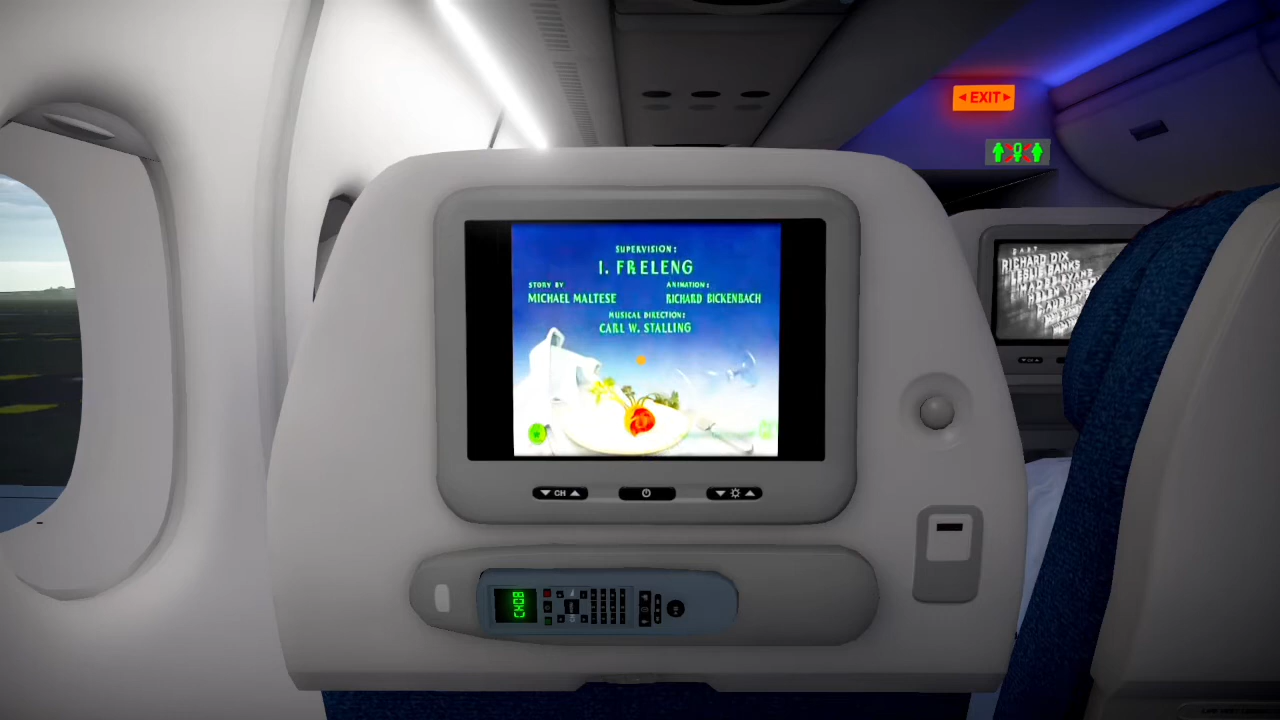 ◄ EXIT ►
SUPERVISION:
I. FRELENG
STORY BY
ANIMATION:
MICHAEL MALTESE
RICHARD BICKENBACH
MUSICAL DIRECTION:
CARL W. STALLING
RICHARD DIX
LESLIE BANKS
CH
CH08